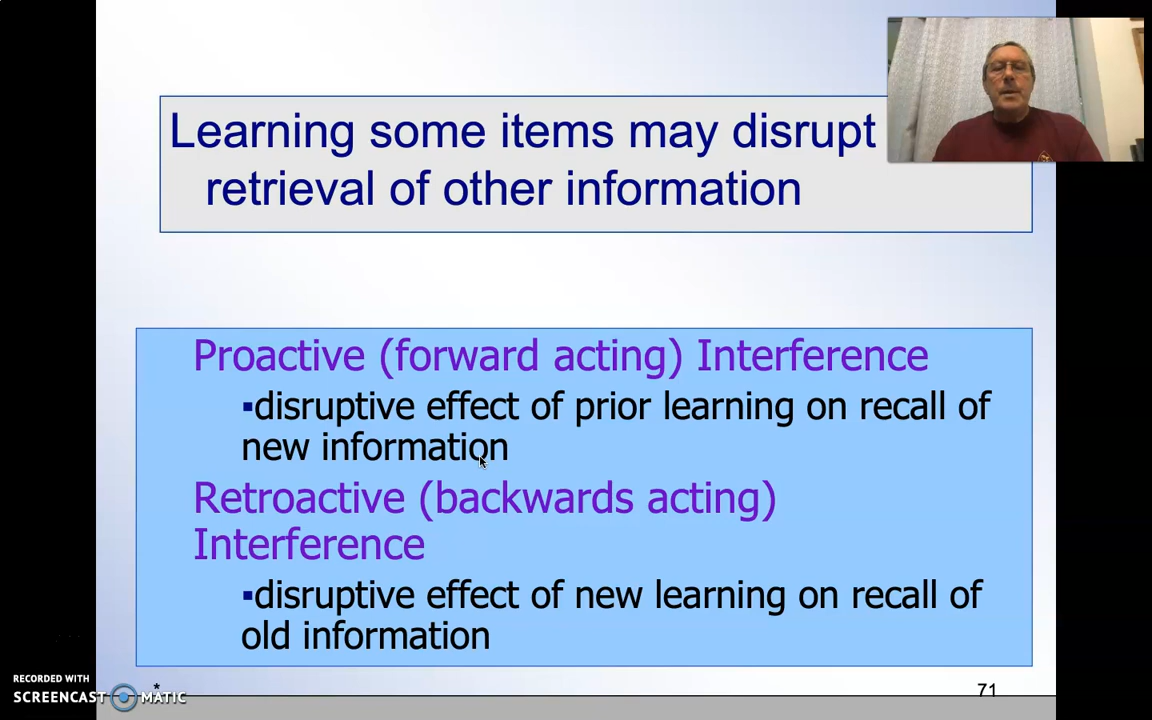 Learning some items may disrupt
retrieval of other information
Proactive (forward acting) Interference
▪disruptive effect of prior learning on recall of
new information
Retroactive (backwards acting)
Interference
▪disruptive effect of new learning on recall of
old information
RECORDED WITH
SCREENCAST MATIC
*
71